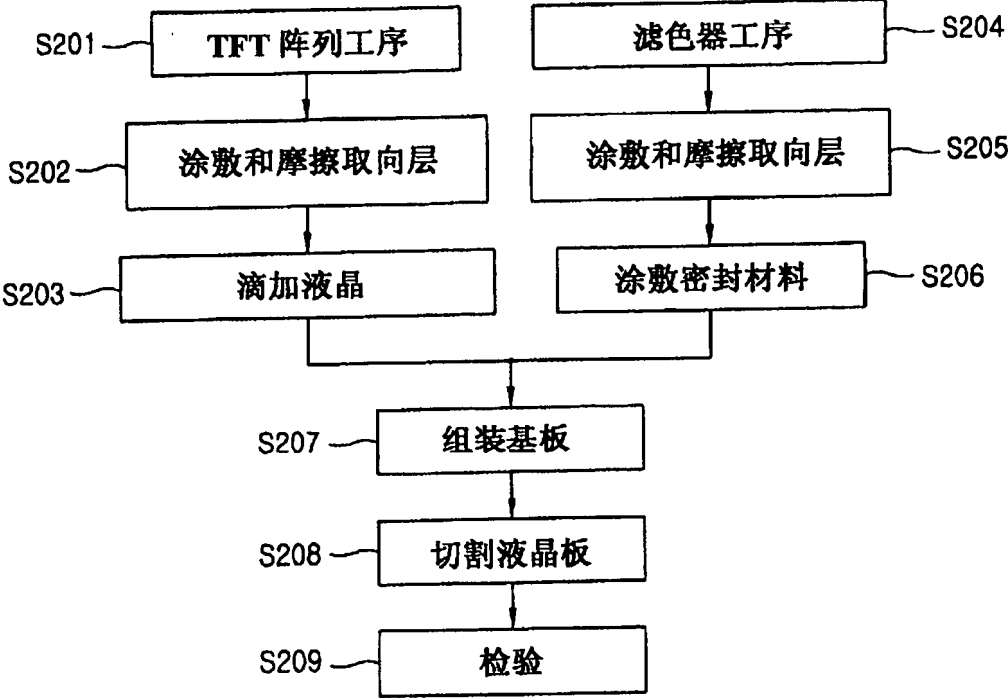 S201
TFT 阵列工序
滤色器工序
S204
S202
涂敷和摩擦取向层
涂敷和摩擦取向层
S205
S203
滴加液晶
涂敷密封材料
S206
S207
组装基板
S208
切割液晶板
S209
检验